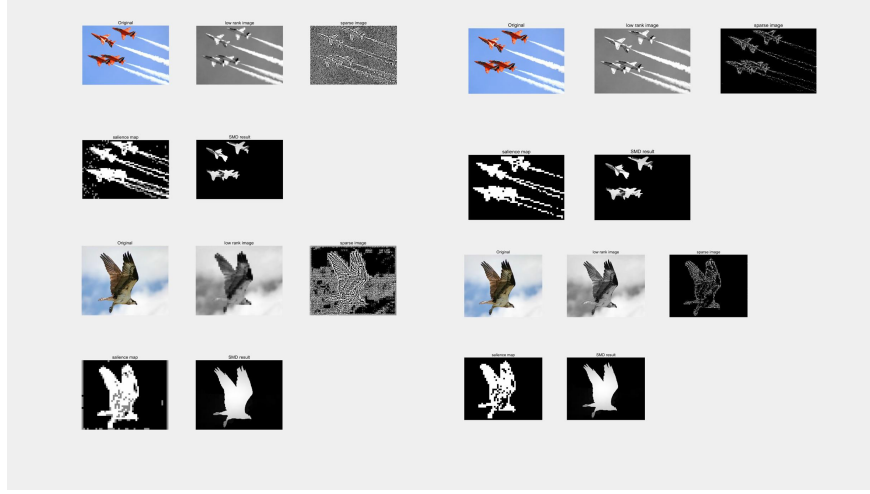 Original
low rank image
sparse image
Original
low rank image
sparse image
salience map
SMD result
salience map
SMD result
Original
low rank image
sparse image
Original
low rank image
sparse image
salience map
SMD result
salience map
SMD result